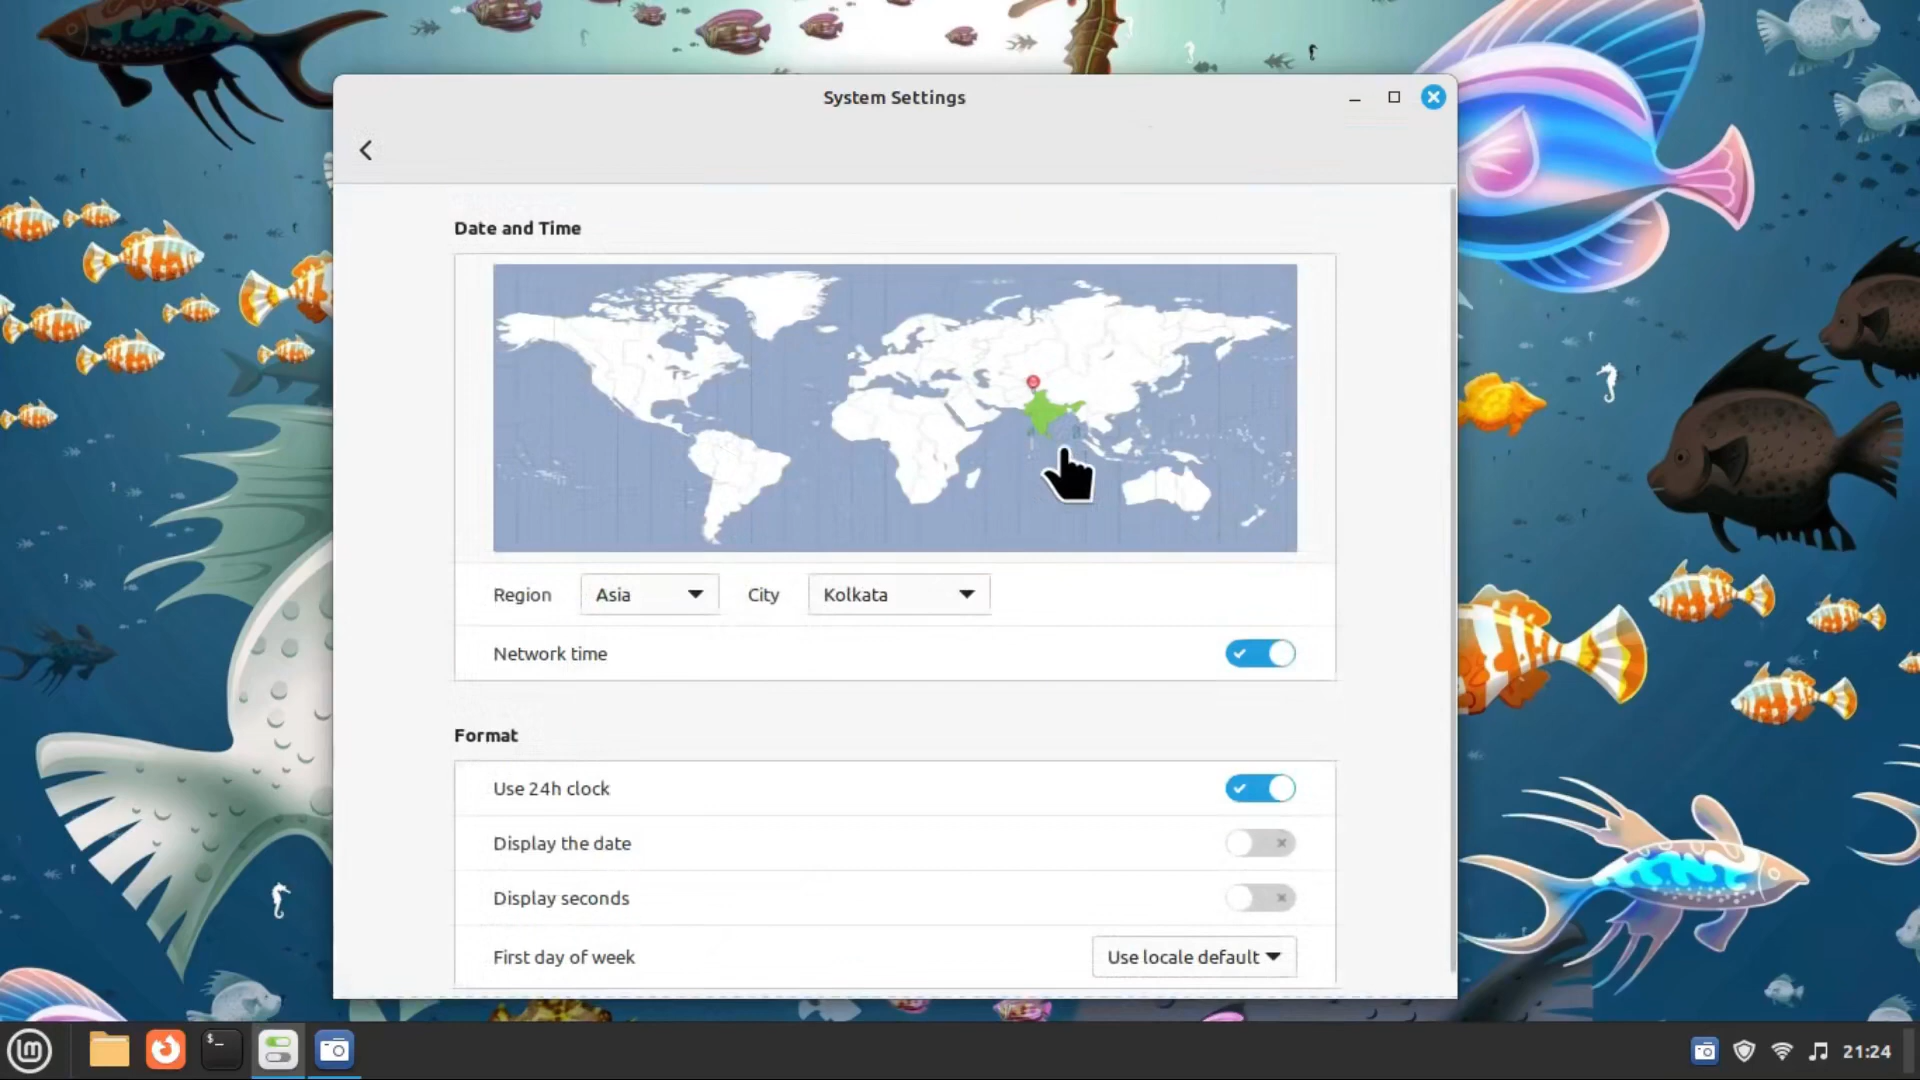 System Settings
Date and Time
Region Asia City Kolkata
Network time
Format
Use 24h clock
Display the date
Display seconds
First day of week Use locale default
$_
21:24